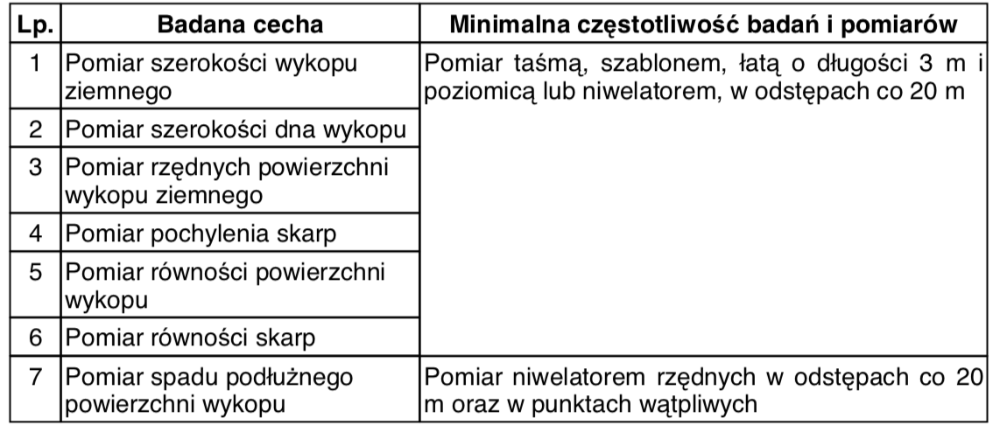 Lp. Badana cecha Minimalna częstotliwość badań i pomiarów
1 Pomiar szerokości wykopu
ziemnego
Pomiar taśmą, szablonem, łatą o długości 3 m i
poziomicą lub niwelatorem, w odstępach co 20 m
2 Pomiar szerokości dna wykopu
3 Pomiar rzędnych powierzchni
wykopu ziemnego
4 Pomiar pochylenia skarp
5 Pomiar równości powierzchni
wykopu
6 Pomiar równości skarp
7 Pomiar spadu podłużnego
powierzchni wykopu
Pomiar niwelatorem rzędnych w odstępach co 20
m oraz w punktach wątpliwych